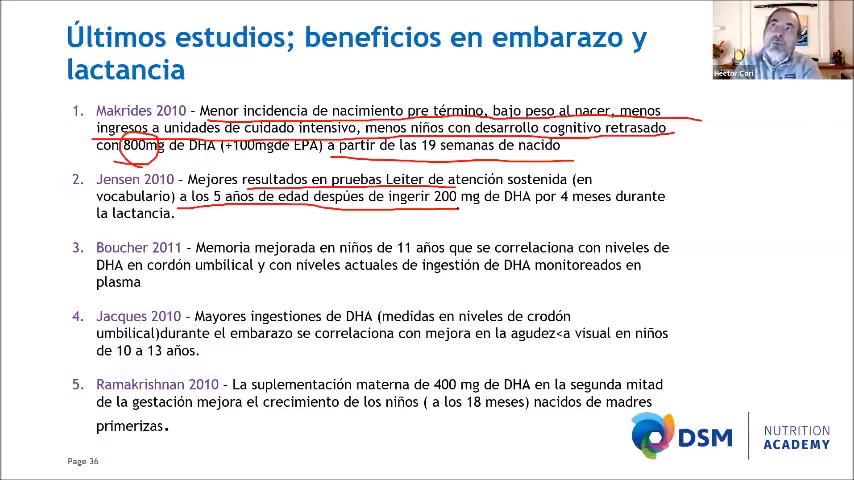 Últimos estudios; beneficios en embarazo y
lactancia
Héctor Cori
1. Makrides 2010 – Menor incidencia de nacimiento pre término, bajo peso al nacer, menos
ingresos a unidades de cuidado intensivo, menos niños con desarrollo cognitivo retrasado
con 800mg de DHA (+100mgde EPA) a partir de las 19 semanas de nacido
2. Jensen 2010 – Mejores resultados en pruebas Leiter de atención sostenida (en
vocabulario) a los 5 años de edad despúes de ingerir 200 mg de DHA por 4 meses durante
la lactancia.
3. Boucher 2011 – Memoria mejorada en niños de 11 años que se correlaciona con niveles de
DHA en cordón umbilical y con niveles actuales de ingestión de DHA monitoreados en
plasma
4. Jacques 2010 – Mayores ingestiones de DHA (medidas en niveles de crodón
umbilical)durante el embarazo se correlaciona con mejora en la agudez<a visual en niños
de 10 a 13 años.
5. Ramakrishnan 2010 – La suplementación materna de 400 mg de DHA en la segunda mitad
de la gestación mejora el crecimiento de los niños ( a los 18 meses) nacidos de madres
primerizas.
DSM
NUTRITION
ACADEMY
Page 36